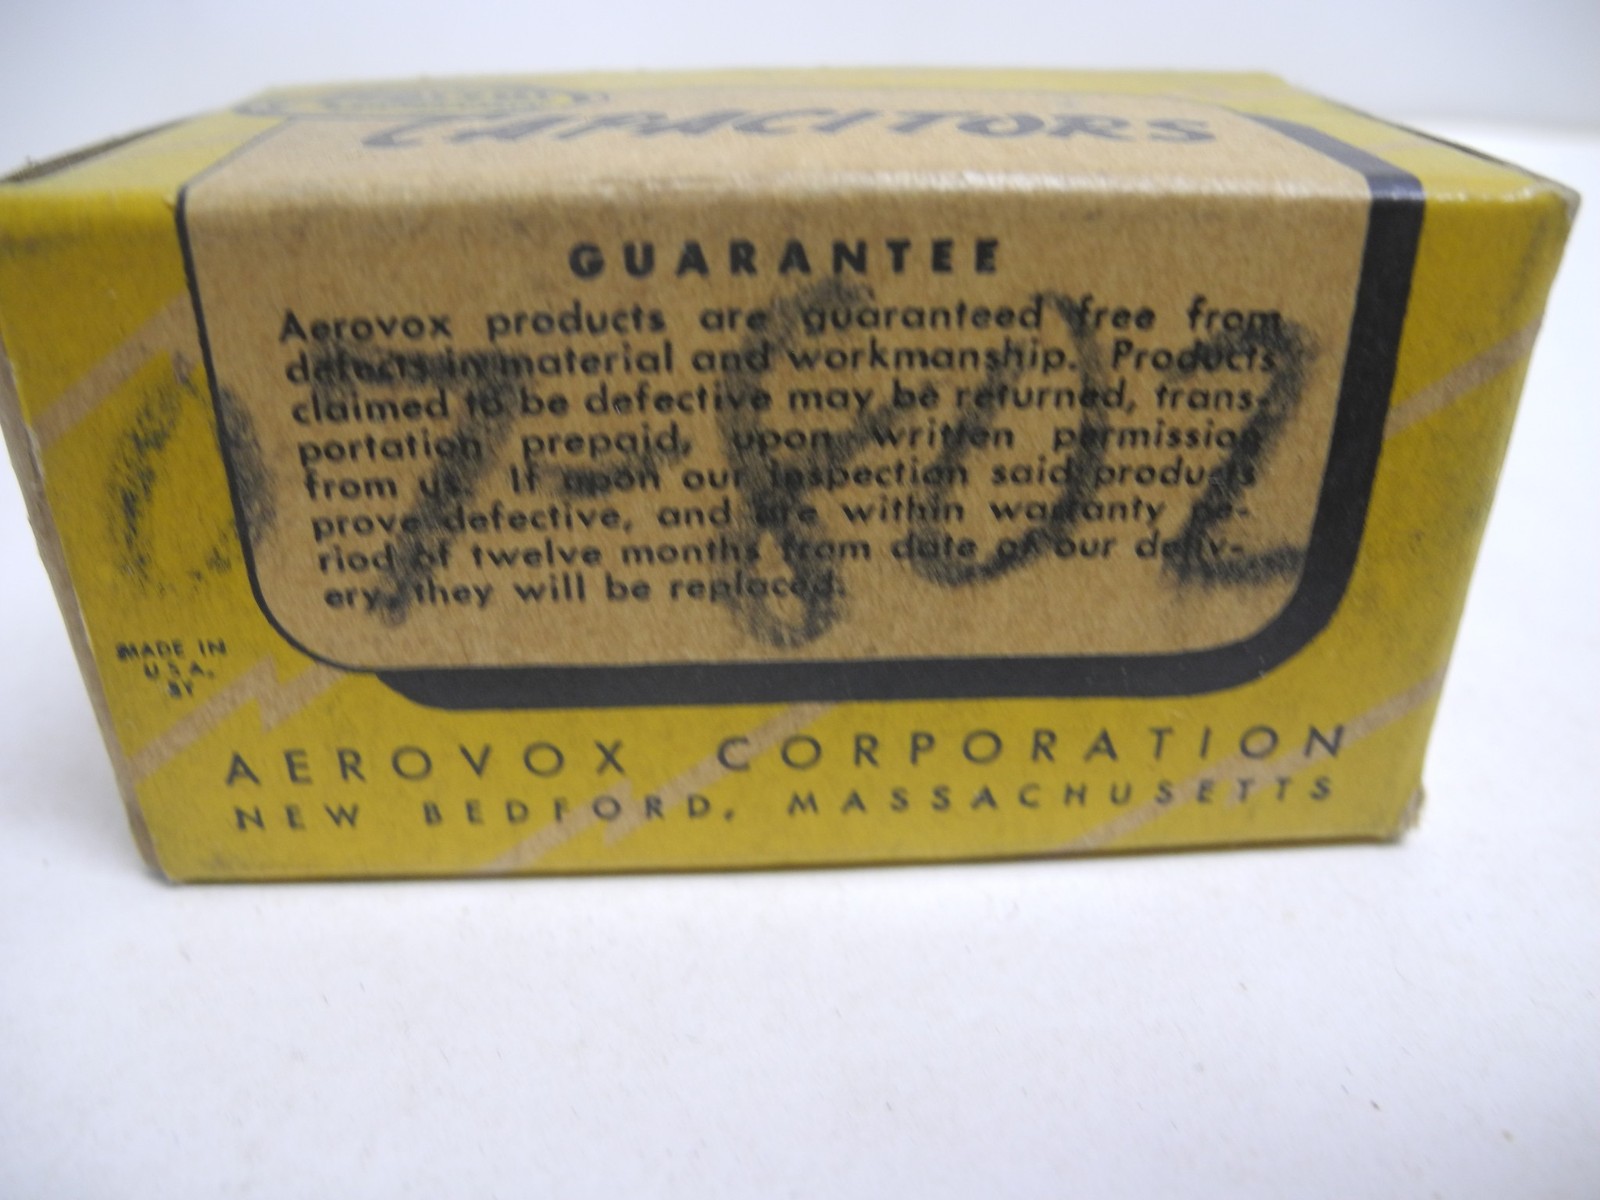 CAPACITORS
GUARANTEE
Aerovox products are guaranteed free from
defects in material and workmanship. Products
claimed to be defective may be returned, trans-
portation prepaid, upon written permission
from us. If upon our inspection said products
prove defective, and are within warranty pe-
riod of twelve months from date of our deliv-
ery, they will be replaced.
MADE IN
U.S.A.
BY
AEROVOX CORPORATION
NEW BEDFORD, MASSACHUSETTS